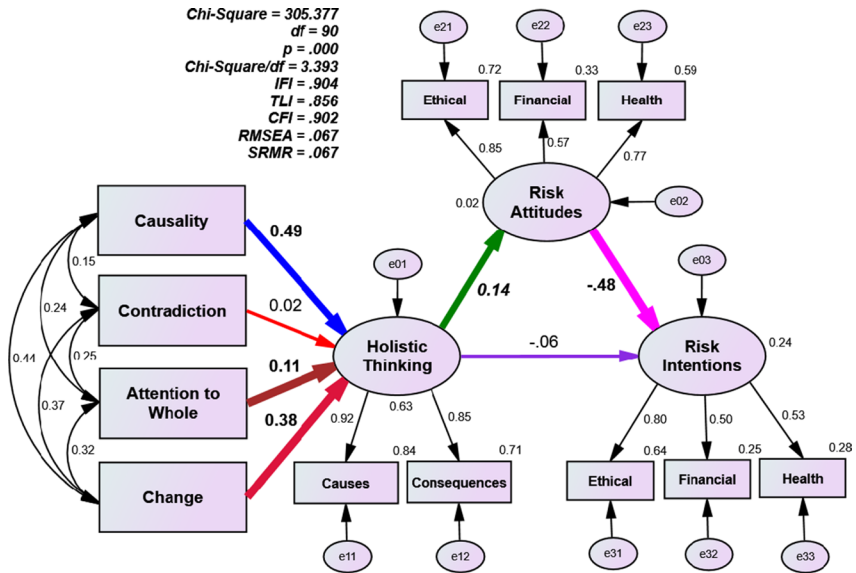 Chi-Square = 305.377
df = 90
p = .000
Chi-Square/df = 3.393
IFI = .904
TLI = .856
CFI = .902
RMSEA = .067
SRMR = .067
e21
e22
e23
0.72
0.33
0.59
Ethical
Financial
Health
0.85
0.57
0.77
0.02
Risk
Attitudes
e02
Causality
0.49
0.15
Contradiction
0.02
0.24
0.25
0.44
0.37
Attention to
Whole
0.11
0.32
0.38
Change
e01
Holistic
Thinking
0.63
0.14
-.48
-.06
e03
Risk
Intentions
0.24
0.92
0.85
0.84
0.71
Causes
Consequences
e11
e12
0.80
0.50
0.53
0.64
0.25
0.28
Ethical
Financial
Health
e31
e32
e33